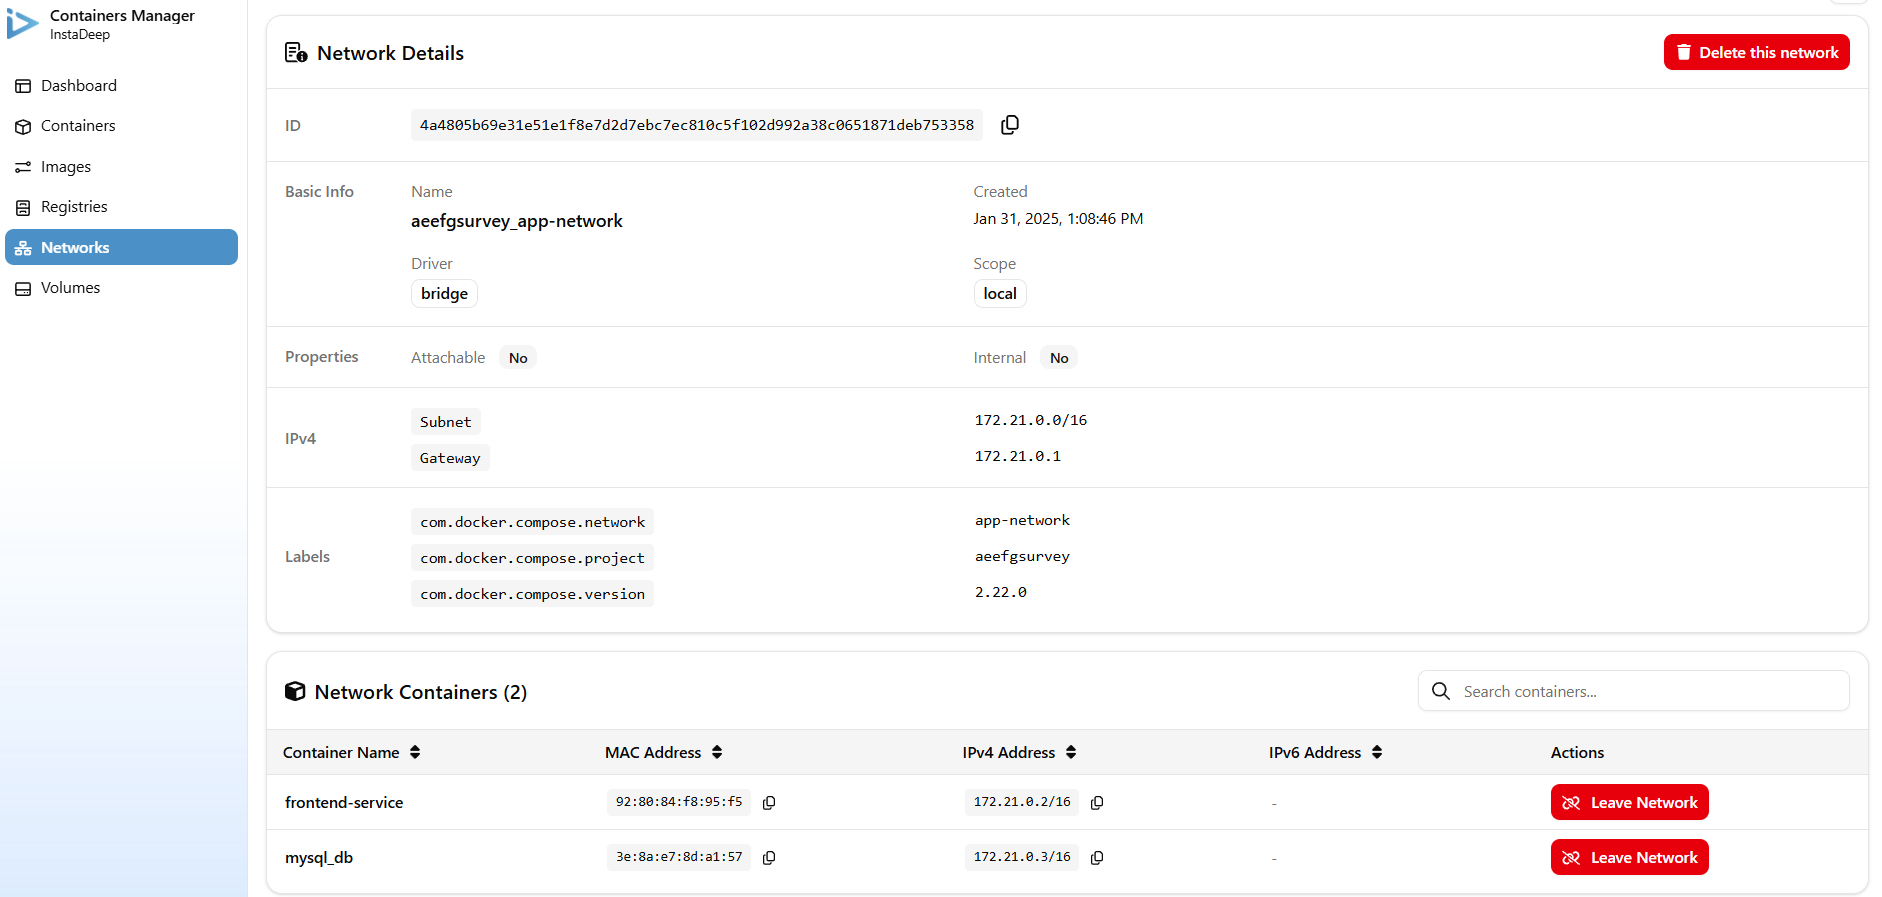 Containers Manager
InstaDeep
Dashboard
Containers
Images
Registries
Networks
Volumes
Network Details
Delete this network
ID
4a4805b69e31e51e1f8e7d2d7ebc7ec810c5f102d992a38c0651871deb753358
Basic Info
Name
aeefgsurvey_app-network
Created
Jan 31, 2025, 1:08:46 PM
Driver
bridge
Scope
local
Properties
Attachable No
Internal No
IPv4
Subnet 172.21.0.0/16
Gateway 172.21.0.1
Labels
com.docker.compose.network app-network
com.docker.compose.project aeefgsurvey
com.docker.compose.version 2.22.0
Network Containers (2)
Search containers...
Container Name MAC Address IPv4 Address IPv6 Address Actions
frontend-service 92:80:84:f8:95:f5 172.21.0.2/16 - Leave Network
mysql_db 3e:8a:e7:8d:a1:57 172.21.0.3/16 - Leave Network